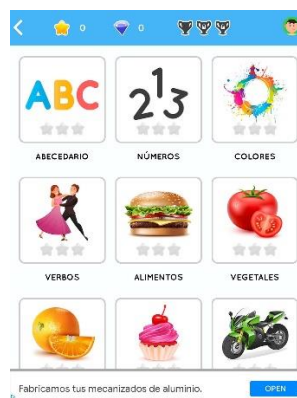 0 0
ABC 213
ABECEDARIO NÚMEROS COLORES
VERBOS ALIMENTOS VEGETALES
Fabricamos tus mecanizados de aluminio. OPEN